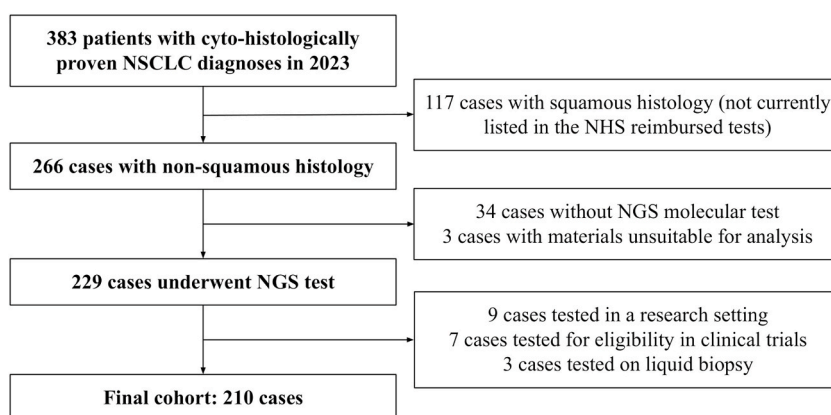 383 patients with cyto-histologically
proven NSCLC diagnoses in 2023
117 cases with squamous histology (not currently
listed in the NHS reimbursed tests)
266 cases with non-squamous histology
34 cases without NGS molecular test
3 cases with materials unsuitable for analysis
229 cases underwent NGS test
9 cases tested in a research setting
7 cases tested for eligibility in clinical trials
3 cases tested on liquid biopsy
Final cohort: 210 cases